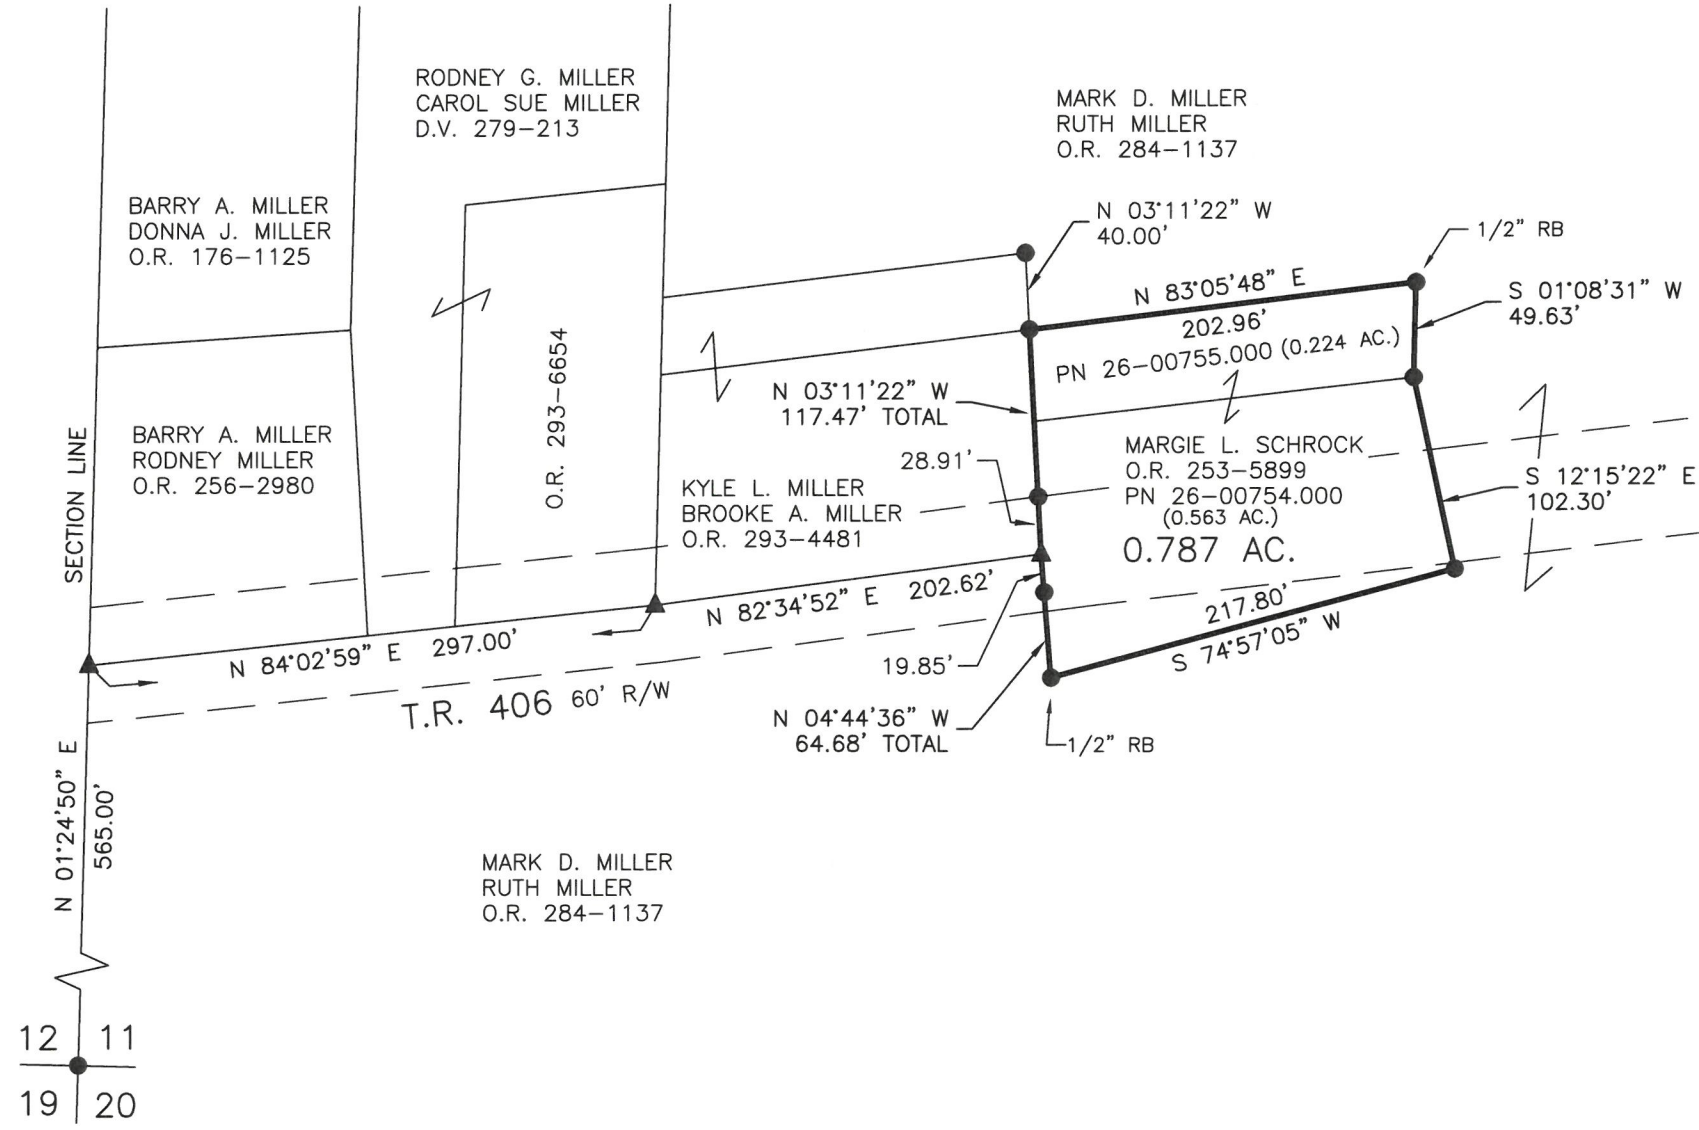 RODNEY G. MILLER
CAROL SUE MILLER
D.V. 279-213
MARK D. MILLER
RUTH MILLER
O.R. 284-1137
BARRY A. MILLER
DONNA J. MILLER
O.R. 176-1125
N 03°11'22" W
40.00'
1/2" RB
N 83°05'48" E
202.96'
S 01°08'31" W
49.63'
PN 26-00755.000 (0.224 AC.)
O.R. 293-6654
N 03°11'22" W
117.47' TOTAL
SECTION LINE
BARRY A. MILLER
RODNEY MILLER
O.R. 256-2980
28.91'
MARGIE L. SCHROCK
O.R. 253-5899
PN 26-00754.000
(0.563 AC.)
0.787 AC.
S 12°15'22" E
102.30'
KYLE L. MILLER
BROOKE A. MILLER
O.R. 293-4481
N 82°34'52" E 202.62'
217.80'
S 74°57'05" W
N 84°02'59" E 297.00'
19.85'
T.R. 406 60' R/W
N 04°44'36" W
64.68' TOTAL
1/2" RB
N 01°24'50" E
565.00'
MARK D. MILLER
RUTH MILLER
O.R. 284-1137
12 11
19 20